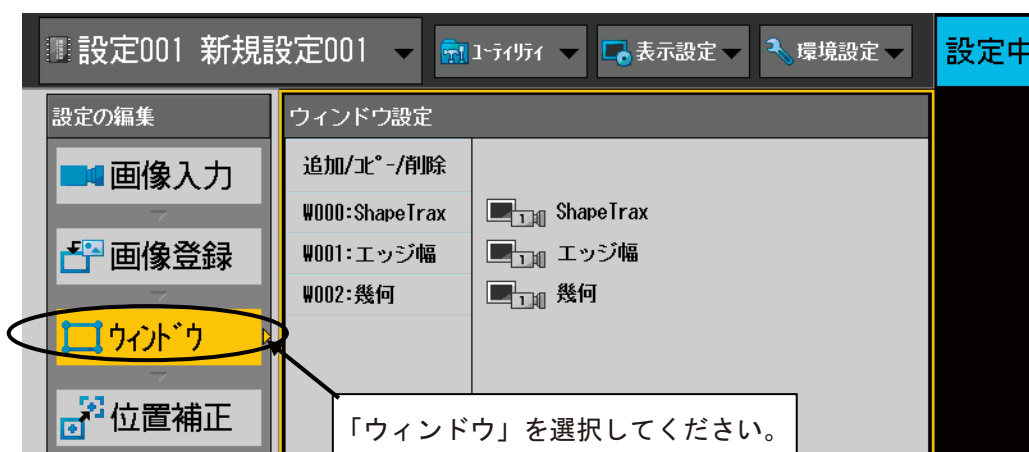 設定001 新規設定001
ユーティリティ
表示設定
環境設定
設定中
設定の編集
画像入力
画像登録
ウィンドウ
位置補正
ウィンドウ設定
追加/コピー/削除
W000:ShapeTrax
1 ShapeTrax
W001:エッジ幅
1 エッジ幅
W002:幾何
1 幾何
「ウィンドウ」を選択してください。